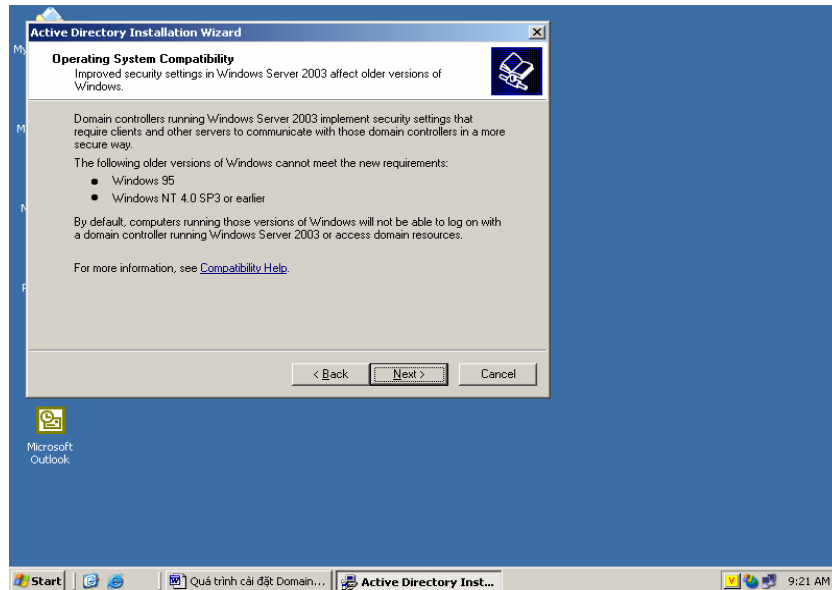 Active Directory Installation Wizard
Operating System Compatibility
Improved security settings in Windows Server 2003 affect older versions of
Windows.
Domain controllers running Windows Server 2003 implement security settings that
require clients and other servers to communicate with those domain controllers in a more
secure way.
The following older versions of Windows cannot meet the new requirements:
Windows 95
Windows NT 4.0 SP3 or earlier
By default, computers running those versions of Windows will not be able to log on with
a domain controller running Windows Server 2003 or access domain resources.
For more information, see Compatibility Help.
< Back Next > Cancel
Microsoft
Outlook
Start Quá trình cài đặt Domain... Active Directory Inst... V 9:21 AM